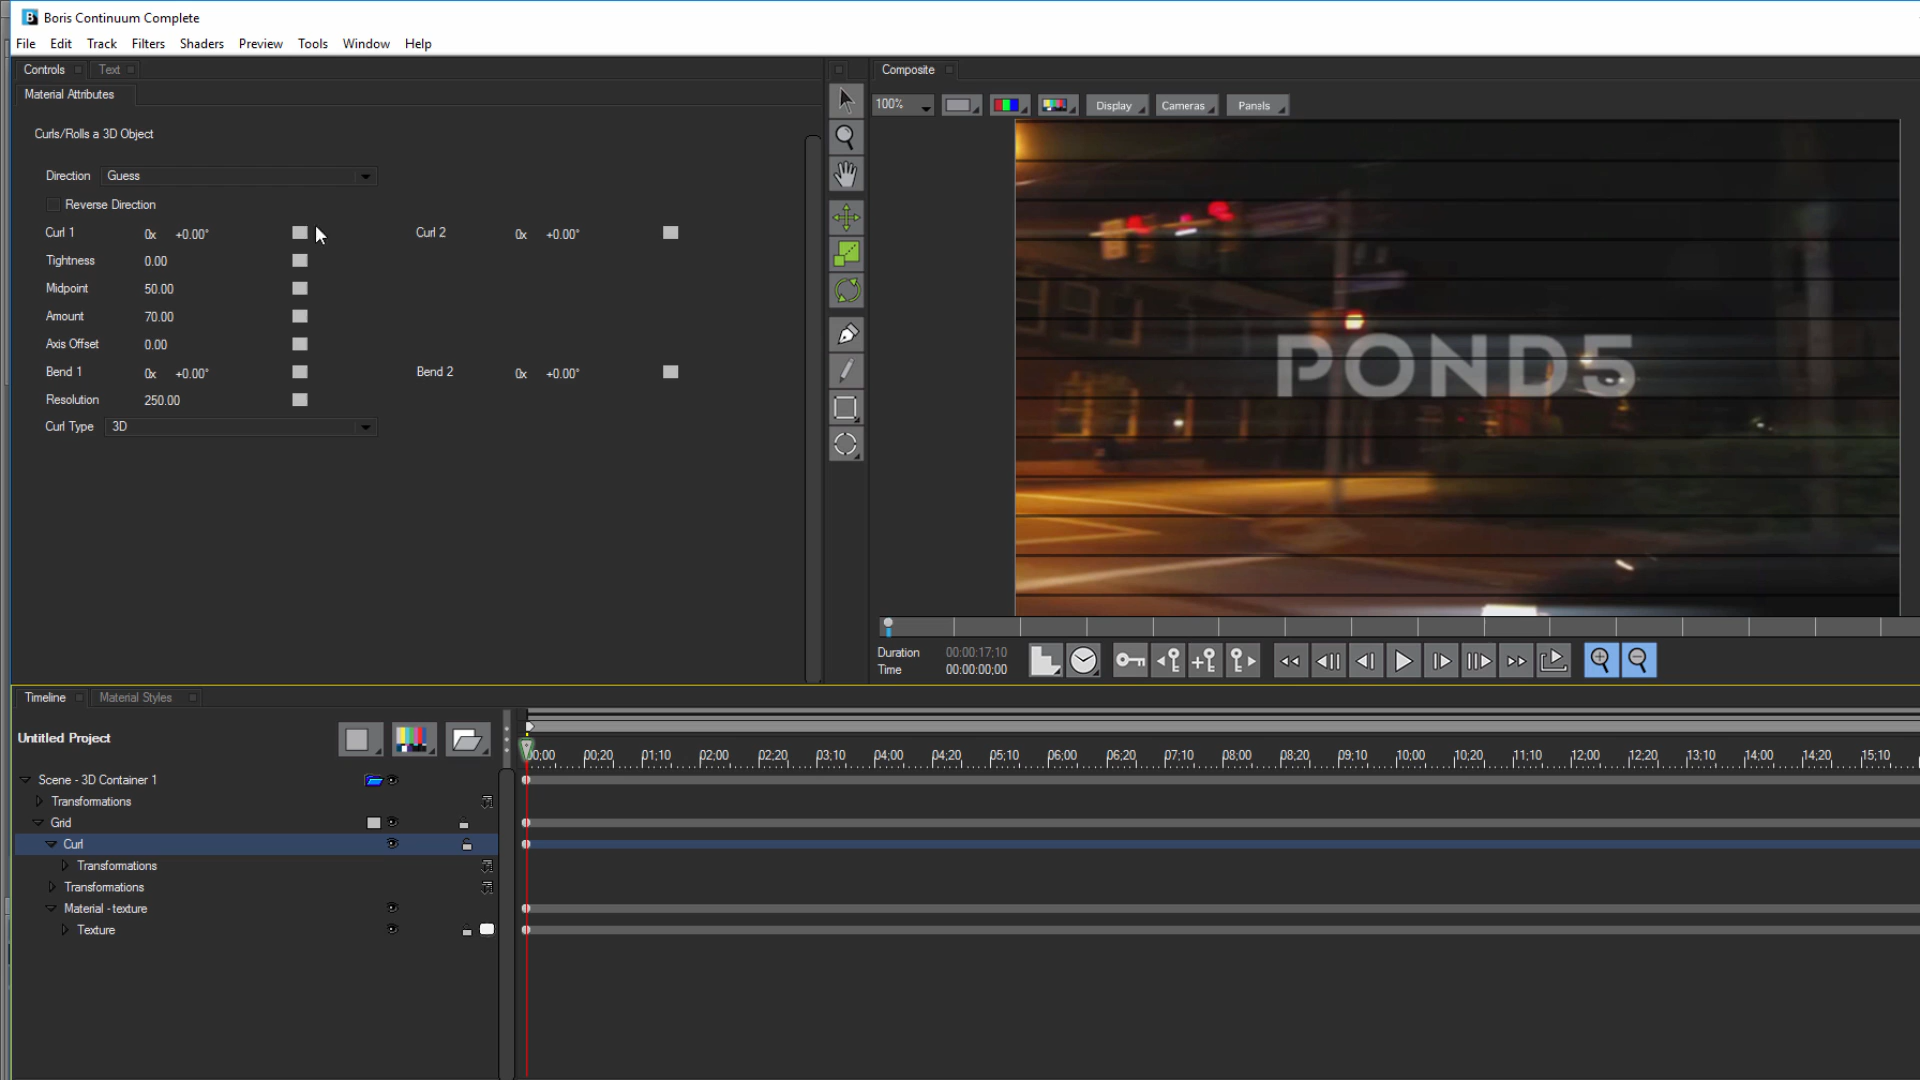 Boris Continuum Complete
File Edit Track Filters Shaders Preview Tools Window Help
Controls Text
Material Attributes
Curls/Rolls a 3D Object
Direction Guess
Reverse Direction
Curl 1 0x +0.00° Curl 2 0x +0.00°
Tightness 0.00
Midpoint 50.00
Amount 70.00
Axis Offset 0.00
Bend 1 0x +0.00° Bend 2 0x +0.00°
Resolution 250.00
Curl Type 3D
Composite
100% Display Cameras Panels
POND5
Duration 00:00:17;10
Time 00:00:00;00
Timeline Material Styles
Untitled Project
00;00 00;20 01;10 02;00 02;20 03;10 04;00 04;20 05;10 06;00 06;20 07;10 08;00 08;20 09;10 10;00 10;20 11;10 12;00 12;20 13;10 14;00 14;20 15;10
Scene - 3D Container 1
Transformations
Grid
Curl
Transformations
Transformations
Material - texture
Texture